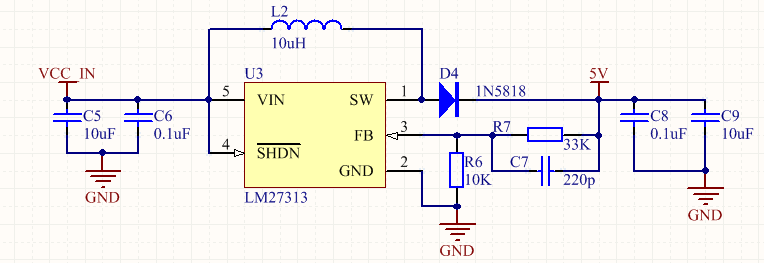 L2
10uH
VCC_IN
U3
D4
5V
5
VIN
SW
1
1N5818
C5
10uF
C6
0.1uF
C8
0.1uF
C9
10uF
FB
3
R7
33K
4
SHDN
GND
2
R6
10K
C7
220p
LM27313
GND
GND
GND